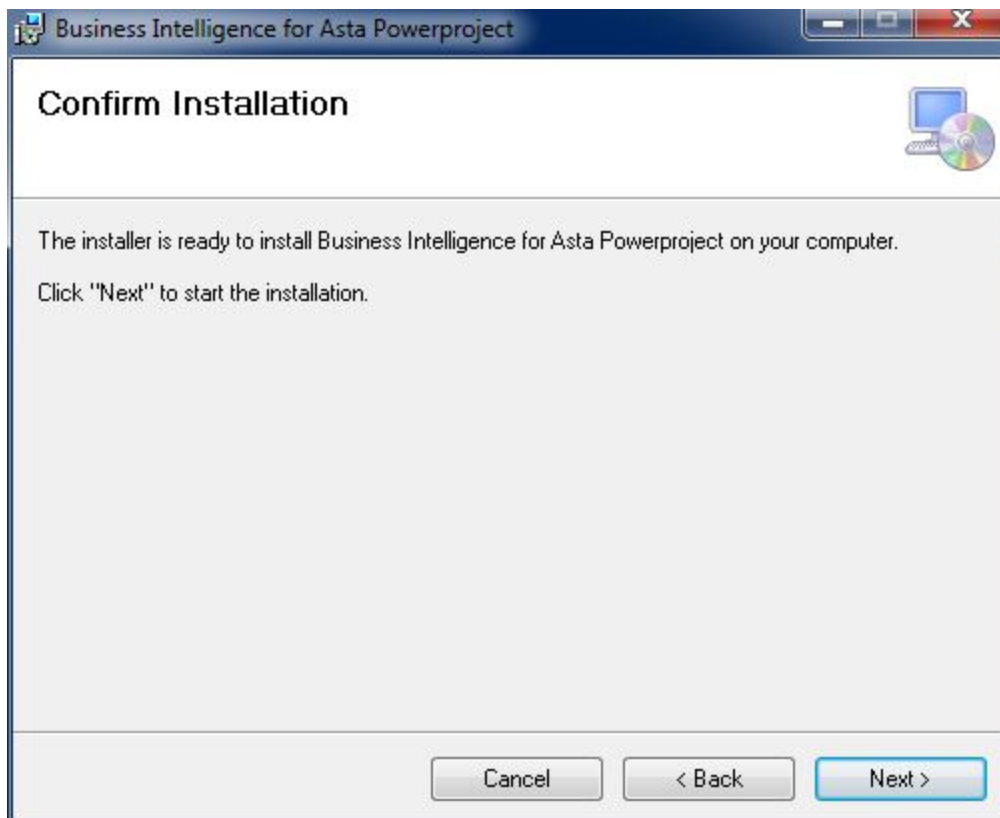 Business Intelligence for Asta Powerproject
Confirm Installation
The installer is ready to install Business Intelligence for Asta Powerproject on your computer.
Click "Next" to start the installation.
Cancel
< Back
Next >